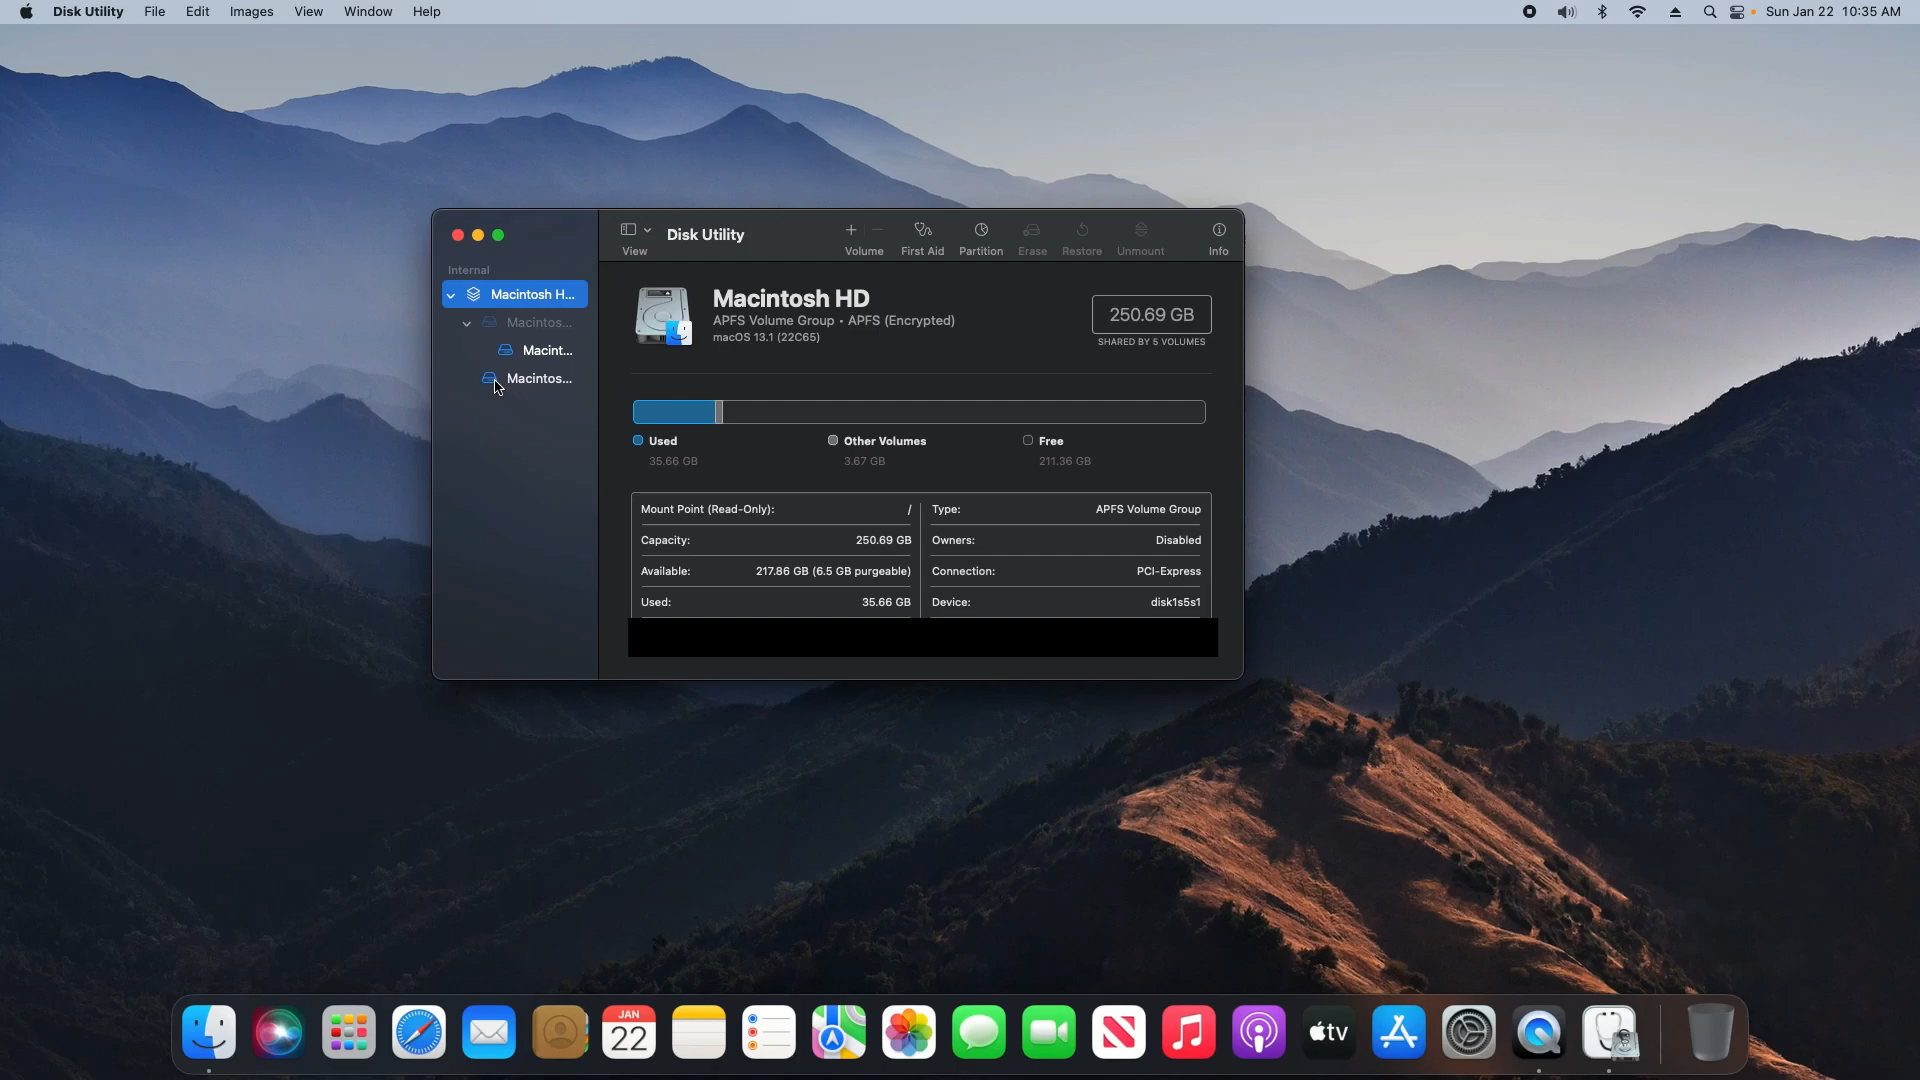 Disk Utility File Edit Images View Window Help Sun Jan 22 10:35 AM
Disk Utility
View Volume First Aid Partition Erase Restore Unmount Info
Internal
Macintosh H...
Macintos...
Macint...
Macintos...
Macintosh HD
APFS Volume Group • APFS (Encrypted)
macOS 13.1 (22C65)
250.69 GB
SHARED BY 5 VOLUMES
Used Other Volumes Free
35.66 GB 3.67 GB 211.36 GB
Mount Point (Read-Only): / Type: APFS Volume Group
Capacity: 250.69 GB Owners: Disabled
Available: 217.86 GB (6.5 GB purgeable) Connection: PCI-Express
Used: 35.66 GB Device: disk1s5s1
JAN
22
tv